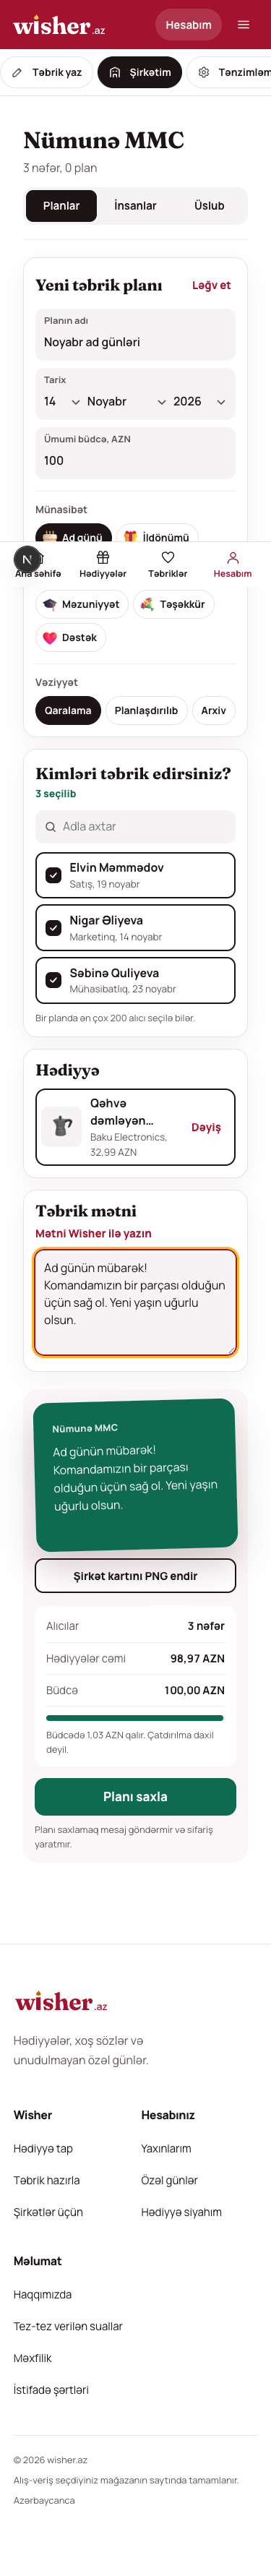 wisher.az
Hesabım
Təbrik yaz
Şirkətim
Tənzimləm
Nümunə MMC
3 nəfər, 0 plan
Planlar
İnsanlar
Üslub
Yeni təbrik planı
Ləğv et
Planın adı
Noyabr ad günləri
Tarix
14
Noyabr
2026
Ümumi büdcə, AZN
100
Münasibət
Ad günü
İldönümü
N
Ana səhifə
Hədiyyələr
Təbriklər
Hesabım
Məzuniyyət
Təşəkkür
Dəstək
Vəziyyət
Qaralama
Planlaşdırılıb
Arxiv
Kimləri təbrik edirsiniz?
3 seçilib
Adla axtar
Elvin Məmmədov
Satış, 19 noyabr
Nigar Əliyeva
Marketinq, 14 noyabr
Səbinə Quliyeva
Mühasibatlıq, 23 noyabr
Bir planda ən çox 200 alıcı seçilə bilər.
Hədiyyə
Qəhvə
dəmləyən...
Baku Electronics,
32,99 AZN
Dəyiş
Təbrik mətni
Mətni Wisher ilə yazın
Ad günün mübarək!
Komandamızın bir parçası olduğun
üçün sağ ol. Yeni yaşın uğurlu
olsun.
Nümunə MMC
Ad günün mübarək!
Komandamızın bir parçası
olduğun üçün sağ ol. Yeni yaşın
uğurlu olsun.
Şirkət kartını PNG endir
Alıcılar
3 nəfər
Hədiyyələr cəmi
98,97 AZN
Büdcə
100,00 AZN
Büdcədə 1,03 AZN qalır. Çatdırılma daxil
deyil.
Planı saxla
Planı saxlamaq mesaj göndərmir və sifariş
yaratmır.
wisher.az
Hədiyyələr, xoş sözlər və
unudulmayan özəl günlər.
Wisher
Hesabınız
Hədiyyə tap
Yaxınlarım
Təbrik hazırla
Özəl günlər
Şirkətlər üçün
Hədiyyə siyahım
Məlumat
Haqqımızda
Tez-tez verilən suallar
Məxfilik
İstifadə şərtləri
© 2026 wisher.az
Alış-veriş seçdiyiniz mağazanın saytında tamamlanır.
Azərbaycanca